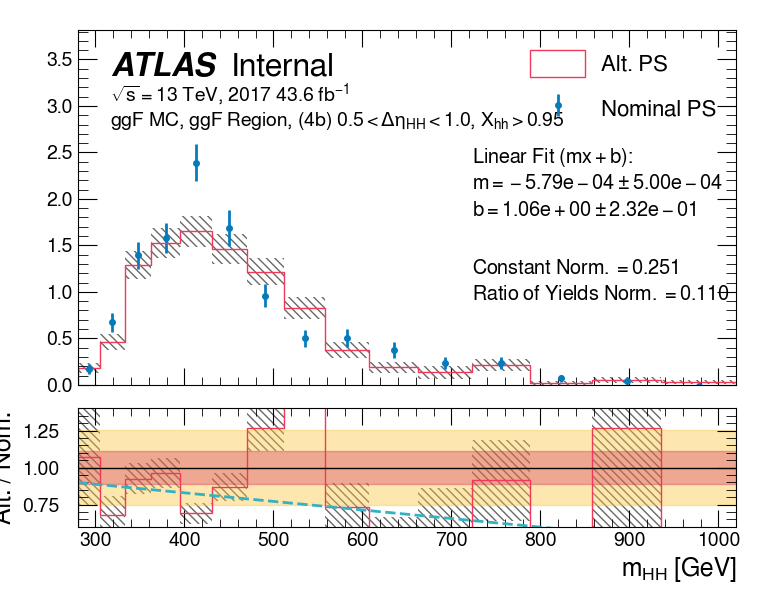 ATLAS Internal
√s = 13 TeV, 2017 43.6 fb⁻¹
ggF MC, ggF Region, (4b) 0.5 < Δη_HH < 1.0, X_hh > 0.95
Alt. PS
Nominal PS
Linear Fit (mx + b):
m = − 5.79e − 04 ± 5.00e − 04
b = 1.06e + 00 ± 2.32e − 01
Constant Norm. = 0.251
Ratio of Yields Norm. = 0.110
3.5
3.0
2.5
2.0
1.5
1.0
0.5
0.0
Alt. / Nom.
1.25
1.00
0.75
300 400 500 600 700 800 900 1000
m_HH [GeV]